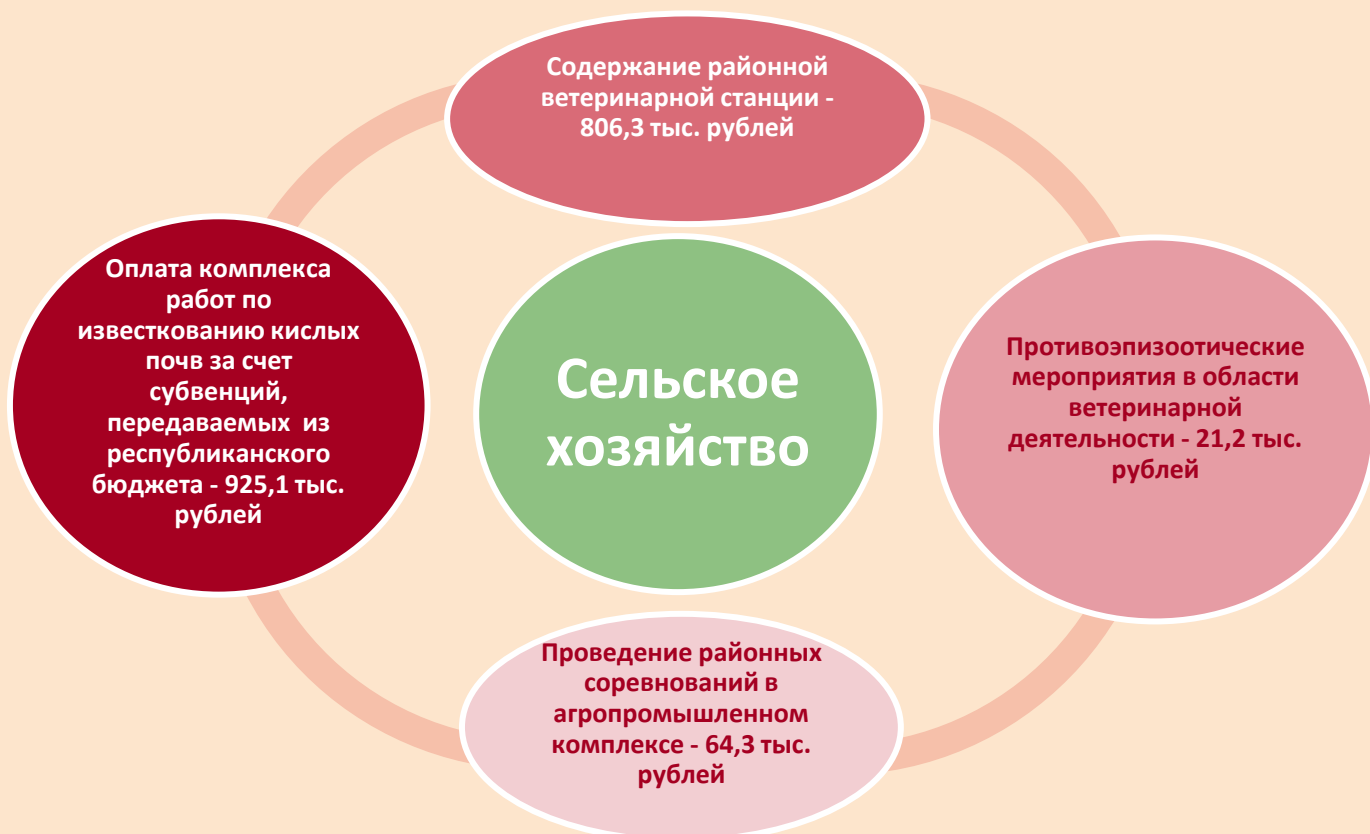 Содержание районной
ветеринарной станции -
806,3 тыс. рублей
Оплата комплекса
работ по
известкованию кислых
почв за счет
субвенций,
передаваемых из
республиканского
бюджета - 925,1 тыс.
рублей
Сельское
хозяйство
Противоэпизоотические
мероприятия в области
ветеринарной
деятельности - 21,2 тыс.
рублей
Проведение районных
соревнований в
агропромышленном
комплексе - 64,3 тыс.
рублей